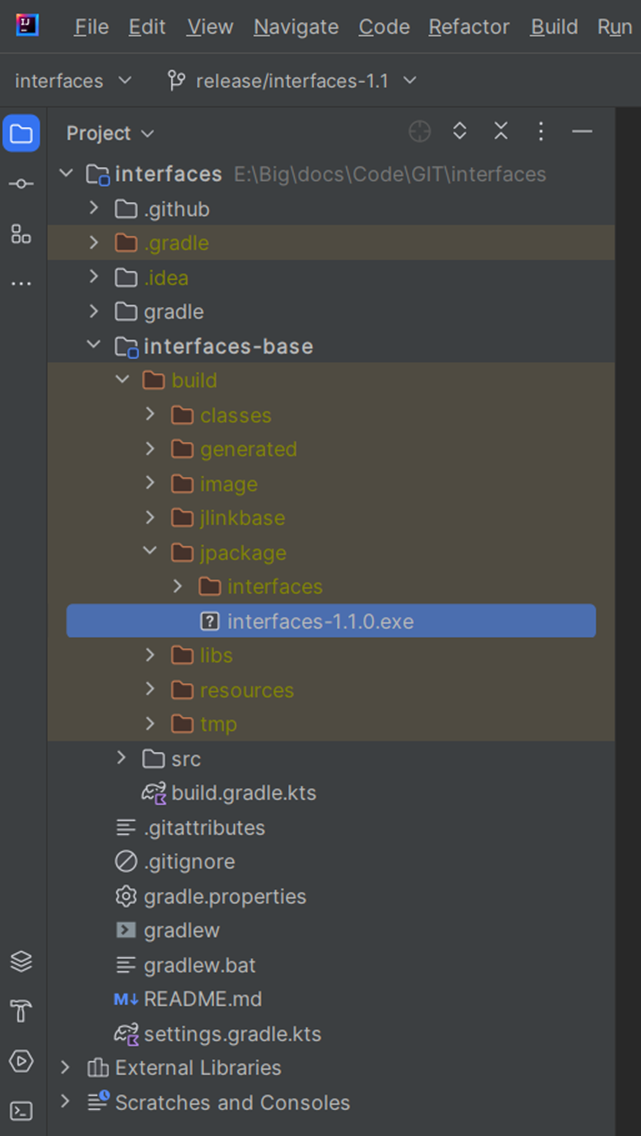 File Edit View Navigate Code Refactor Build Run
interfaces release/interfaces-1.1
Project
interfaces E:\Big\docs\Code\GIT\interfaces
.github
.gradle
.idea
gradle
interfaces-base
build
classes
generated
image
jlinkbase
jpackage
interfaces
interfaces-1.1.0.exe
libs
resources
tmp
src
build.gradle.kts
.gitattributes
.gitignore
gradle.properties
gradlew
gradlew.bat
M↓ README.md
settings.gradle.kts
External Libraries
Scratches and Consoles